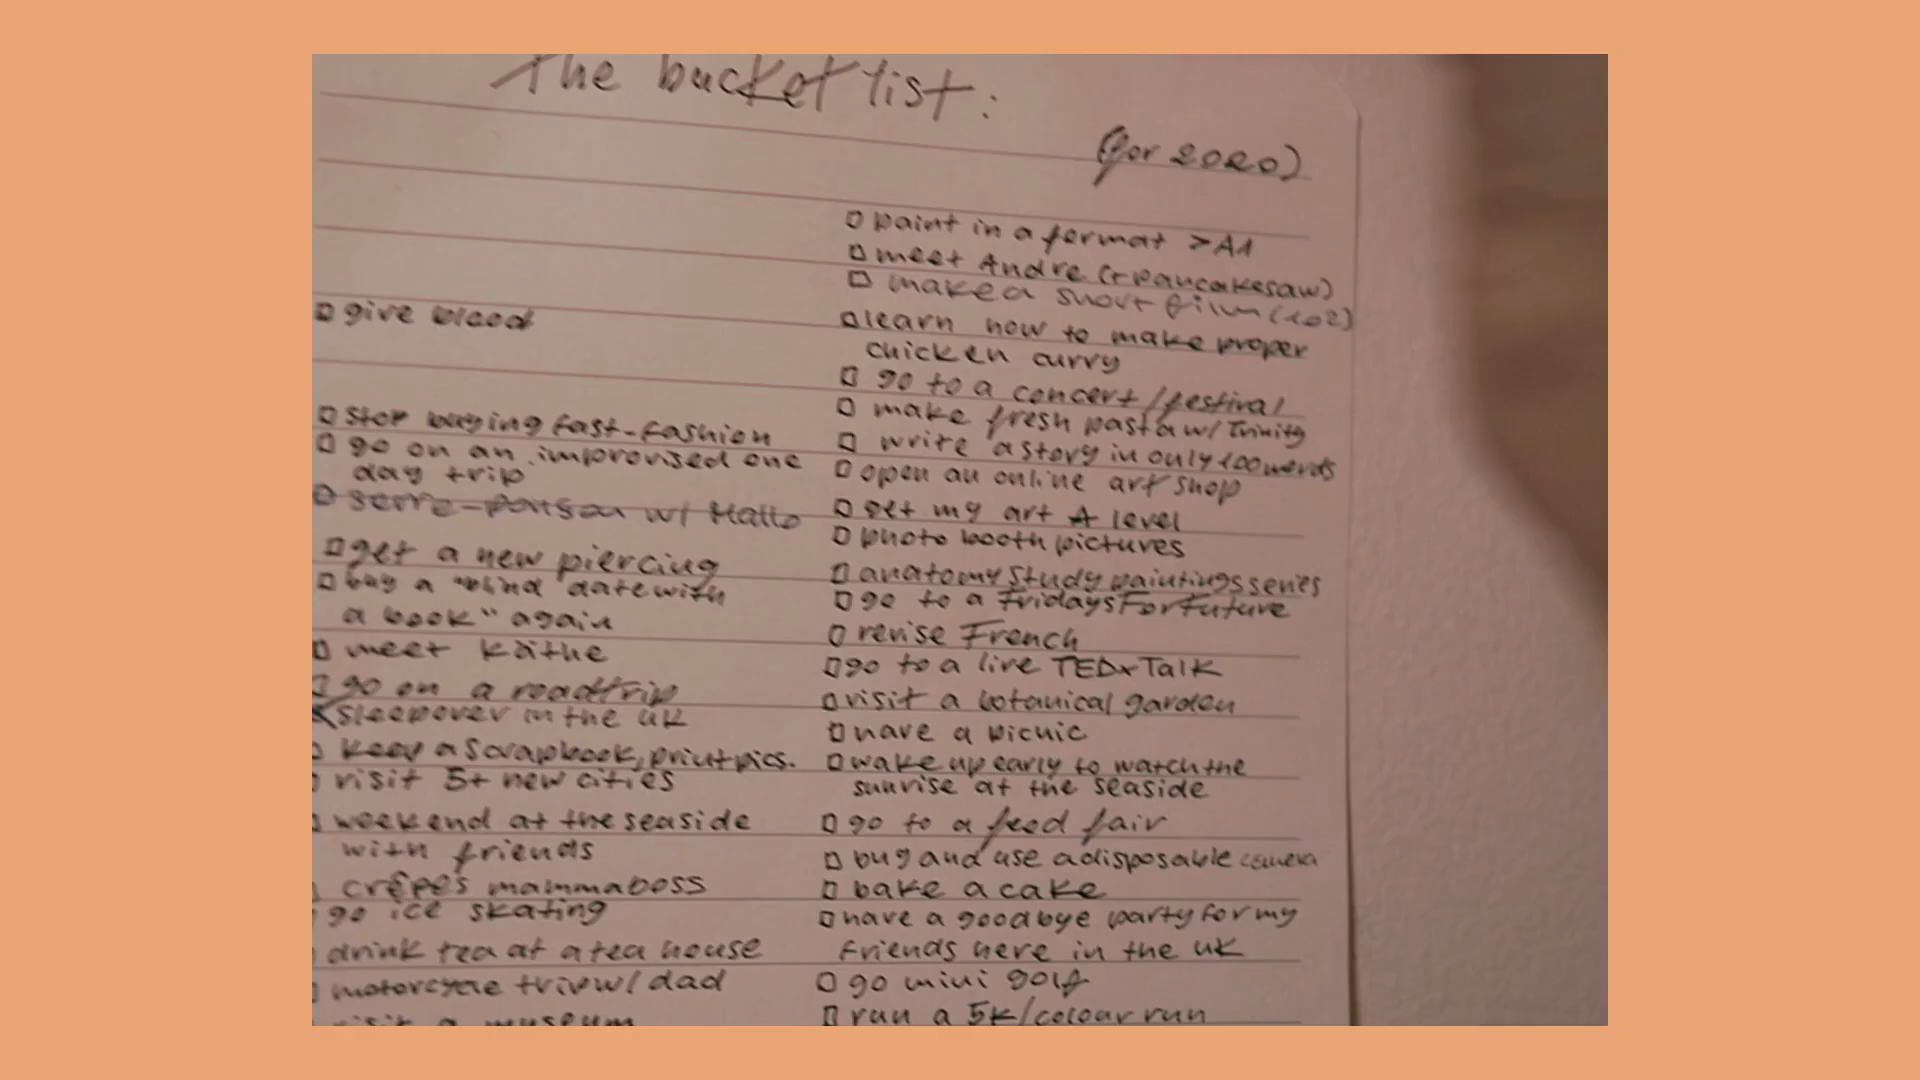 The bucket list:
(for 2020)
□ give blood
□ stop buying fast-fashion
□ go on an improvised one
day trip
w/ Mallo
□ get a new piercing
□ buy a "blind date with
a book" again
□ meet Käthe
□ go on a roadtrip
sleepover in the UK
□ keep a scrapbook, print pics.
□ visit 5+ new cities
□ weekend at the seaside
with friends
□ crêpes mammaboss
□ go ice skating
□ drink tea at a tea house
□ motorcycle trip w/ dad
visit a museum
□ paint in a format >A1
□ meet Andre (+ pancakesaw)
□ make a short film (1 o 2)
□ learn how to make proper
chicken curry
□ go to a concert/festival
□ make fresh pasta w/ Trinity
□ write a story in only 100 words
□ open an online art shop
□ get my art A level
□ photo booth pictures
□ anatomy study paintings series
□ go to a FridaysForFuture
□ revise French
□ go to a live TEDxTalk
□ visit a botanical garden
□ have a picnic
□ wake up early to watch the
sunrise at the seaside
□ go to a food fair
□ buy and use a disposable camera
□ bake a cake
□ have a goodbye party for my
friends here in the UK
□ go mini golf
□ run a 5k/colour run